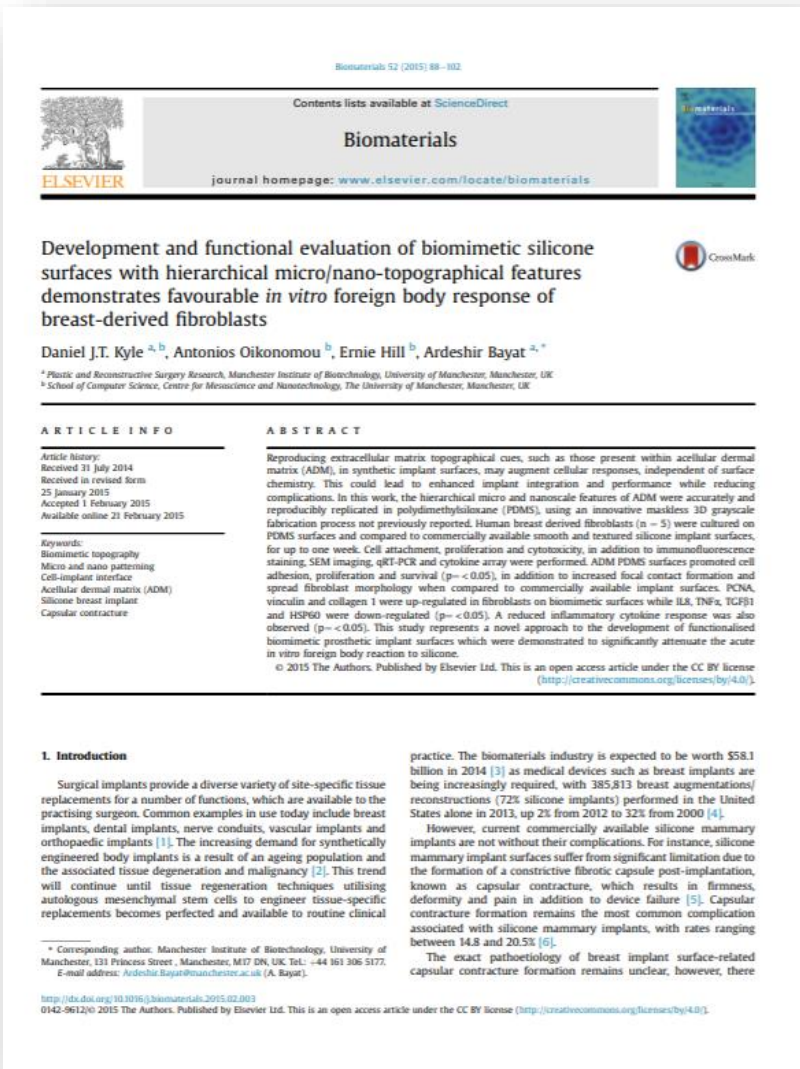 Biomaterials 52 (2015) 88–102
Contents lists available at ScienceDirect
Biomaterials
journal homepage: www.elsevier.com/locate/biomaterials
ELSEVIER
Biomaterials
Development and functional evaluation of biomimetic silicone
surfaces with hierarchical micro/nano-topographical features
demonstrates favourable in vitro foreign body response of
breast-derived fibroblasts
CrossMark
Daniel J.T. Kyle a, b, Antonios Oikonomou b, Ernie Hill b, Ardeshir Bayat a, *
a Plastic and Reconstructive Surgery Research, Manchester Institute of Biotechnology, University of Manchester, Manchester, UK
b School of Computer Science, Centre for Mesoscience and Nanotechnology, The University of Manchester, Manchester, UK
ARTICLE INFO
Article history:
Received 31 July 2014
Received in revised form
25 January 2015
Accepted 1 February 2015
Available online 21 February 2015
Keywords:
Biomimetic topography
Micro and nano patterning
Cell-implant interface
Acellular dermal matrix (ADM)
Silicone breast implant
Capsular contracture
ABSTRACT
Reproducing extracellular matrix topographical cues, such as those present within acellular dermal
matrix (ADM), in synthetic implant surfaces, may augment cellular responses, independent of surface
chemistry. This could lead to enhanced implant integration and performance while reducing
complications. In this work, the hierarchical micro and nanoscale features of ADM were accurately and
reproducibly replicated in polydimethylsiloxane (PDMS), using an innovative maskless 3D grayscale
fabrication process not previously reported. Human breast derived fibroblasts (n = 5) were cultured on
PDMS surfaces and compared to commercially available smooth and textured silicone implant surfaces,
for up to one week. Cell attachment, proliferation and cytotoxicity, in addition to immunofluorescence
staining, SEM imaging, qRT-PCR and cytokine array were performed. ADM PDMS surfaces promoted cell
adhesion, proliferation and survival (p=<0.05), in addition to increased focal contact formation and
spread fibroblast morphology when compared to commercially available implant surfaces. PCNA,
vinculin and collagen 1 were up-regulated in fibroblasts on biomimetic surfaces while IL8, TNFα, TGFβ1
and HSP60 were down-regulated (p=<0.05). A reduced inflammatory cytokine response was also
observed (p=<0.05). This study represents a novel approach to the development of functionalised
biomimetic prosthetic implant surfaces which were demonstrated to significantly attenuate the acute
in vitro foreign body reaction to silicone.
© 2015 The Authors. Published by Elsevier Ltd. This is an open access article under the CC BY license
(http://creativecommons.org/licenses/by/4.0/).
1. Introduction
Surgical implants provide a diverse variety of site-specific tissue
replacements for a number of functions, which are available to the
practising surgeon. Common examples in use today include breast
implants, dental implants, nerve conduits, vascular implants and
orthopaedic implants [1]. The increasing demand for synthetically
engineered body implants is a result of an ageing population and
the associated tissue degeneration and malignancy [2]. This trend
will continue until tissue regeneration techniques utilising
autologous mesenchymal stem cells to engineer tissue-specific
replacements becomes perfected and available to routine clinical
* Corresponding author. Manchester Institute of Biotechnology, University of
Manchester, 131 Princess Street, Manchester, M17 DN, UK. Tel.: +44 161 306 5177.
E-mail address: Ardeshir.Bayat@manchester.ac.uk (A. Bayat).
practice. The biomaterials industry is expected to be worth $58.1
billion in 2014 [3] as medical devices such as breast implants are
being increasingly required, with 385,813 breast augmentations/
reconstructions (72% silicone implants) performed in the United
States alone in 2013, up 2% from 2012 to 32% from 2000 [4].
However, current commercially available silicone mammary
implants are not without their complications. For instance, silicone
mammary implant surfaces suffer from significant limitation due to
the formation of a constrictive fibrotic capsule post-implantation,
known as capsular contracture, which results in firmness,
deformity and pain in addition to device failure [5]. Capsular
contracture formation remains the most common complication
associated with silicone mammary implants, with rates ranging
between 14.8 and 20.5% [6].
The exact pathoetiology of breast implant surface-related
capsular contracture formation remains unclear, however, there
http://dx.doi.org/10.1016/j.biomaterials.2015.02.003
0142-9612/© 2015 The Authors. Published by Elsevier Ltd. This is an open access article under the CC BY license (http://creativecommons.org/licenses/by/4.0/).